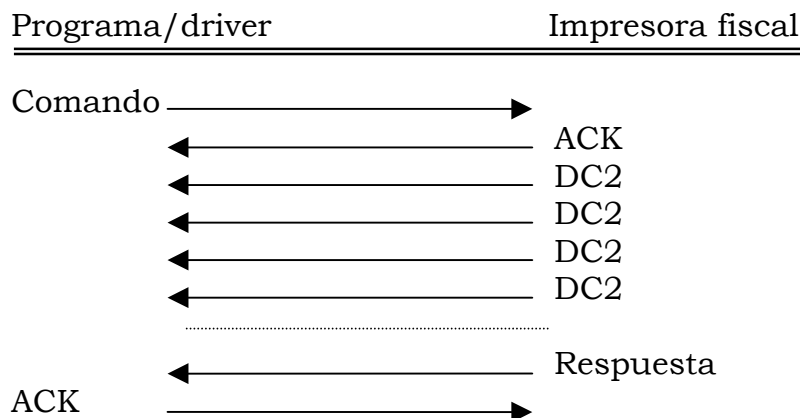 Programa/driver Impresora fiscal
Comando
ACK
DC2
DC2
DC2
DC2
Respuesta
ACK